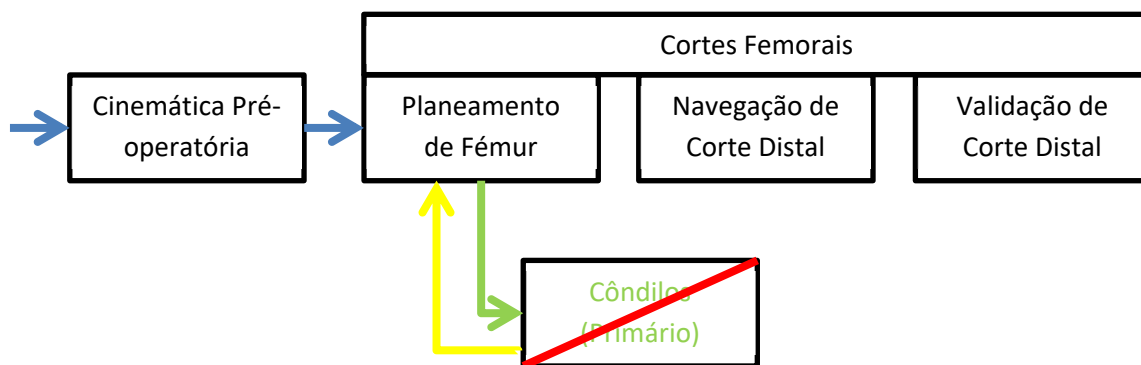 Cortes Femorais
Cinemática Pré-
operatória
Planeamento
de Fémur
Navegação de
Corte Distal
Validação de
Corte Distal
Côndilos
(Primário)